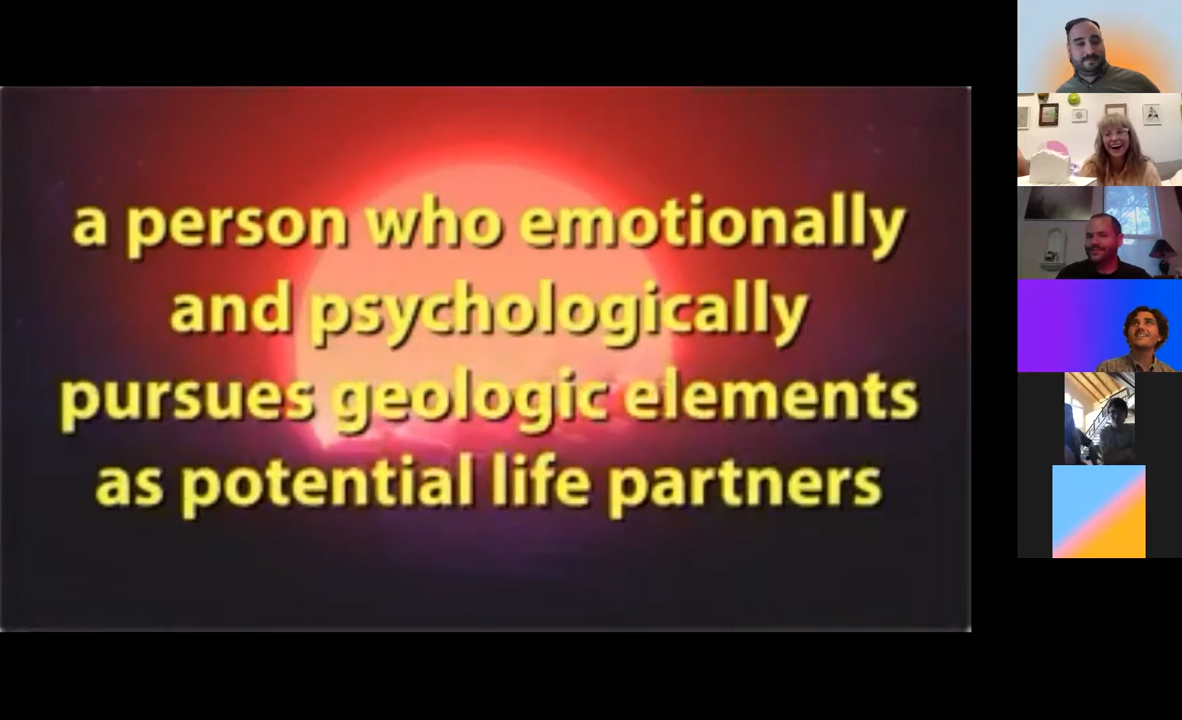 a person who emotionally
and psychologically
pursues geologic elements
as potential life partners